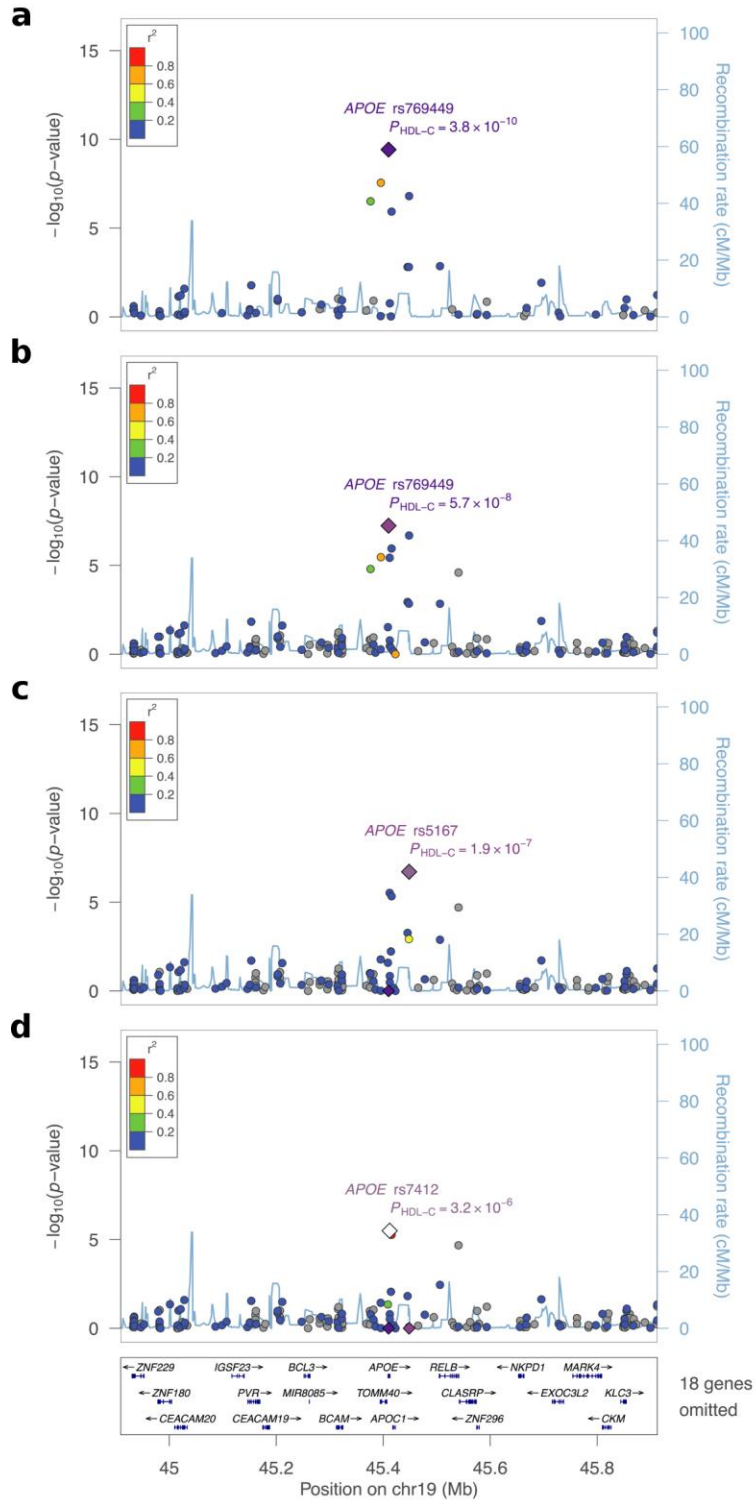 a
r²
0.8
0.6
0.4
0.2
15
10
5
0
100
80
60
40
20
0
−log₁₀(p−value)
Recombination rate (cM/Mb)
APOE rs769449
P_HDL−C = 3.8 × 10⁻¹⁰
b
r²
0.8
0.6
0.4
0.2
15
10
5
0
100
80
60
40
20
0
−log₁₀(p−value)
Recombination rate (cM/Mb)
APOE rs769449
P_HDL−C = 5.7 × 10⁻⁸
c
r²
0.8
0.6
0.4
0.2
15
10
5
0
100
80
60
40
20
0
−log₁₀(p−value)
Recombination rate (cM/Mb)
APOE rs5167
P_HDL−C = 1.9 × 10⁻⁷
d
r²
0.8
0.6
0.4
0.2
15
10
5
0
100
80
60
40
20
0
−log₁₀(p−value)
Recombination rate (cM/Mb)
APOE rs7412
P_HDL−C = 3.2 × 10⁻⁶
←ZNF229 IGSF23→ BCL3→ APOE→ RELB→ ←NKPD1 MARK4→
←ZNF180 PVR→ MIR8085→ TOMM40→ CLASRP→ ←EXOC3L2 KLC3→
←CEACAM20 CEACAM19→ BCAM→ APOC1→ ←ZNF296 ←CKM
18 genes
omitted
45 45.2 45.4 45.6 45.8
Position on chr19 (Mb)